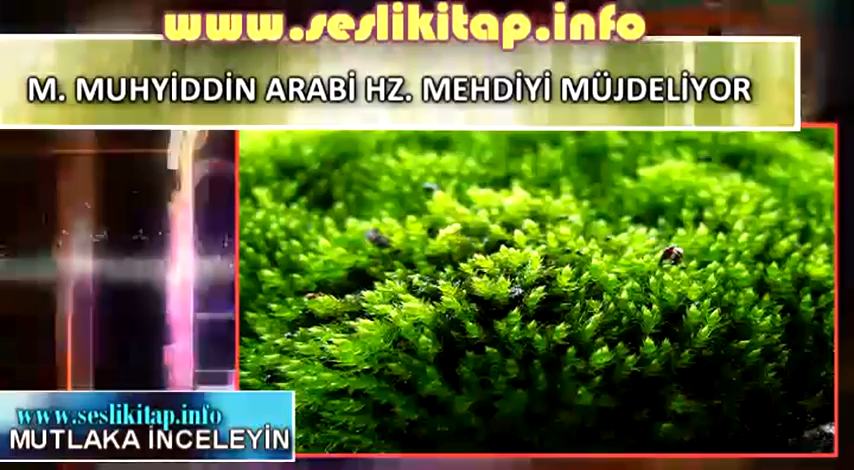 www.seslikitap.info
M. MUHYİDDİN ARABİ HZ. MEHDİYİ MÜJDELİYOR
www.seslikitap.info
MUTLAKA İNCELEYİN